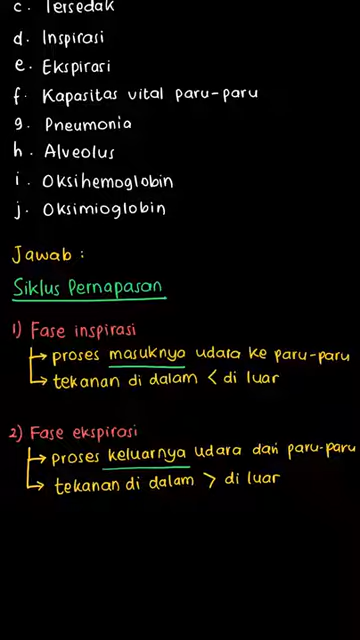 c. Tersedak
d. Inspirasi
e. Ekspirasi
f. Kapasitas vital paru-paru
g. Pneumonia
h. Alveolus
i. Oksihemoglobin
j. Oksimioglobin
Jawab :
Siklus Pernapasan
1) Fase inspirasi
→ proses masuknya udara ke paru-paru
→ tekanan di dalam < di luar
2) Fase ekspirasi
→ proses keluarnya udara dari paru-paru
→ tekanan di dalam > di luar